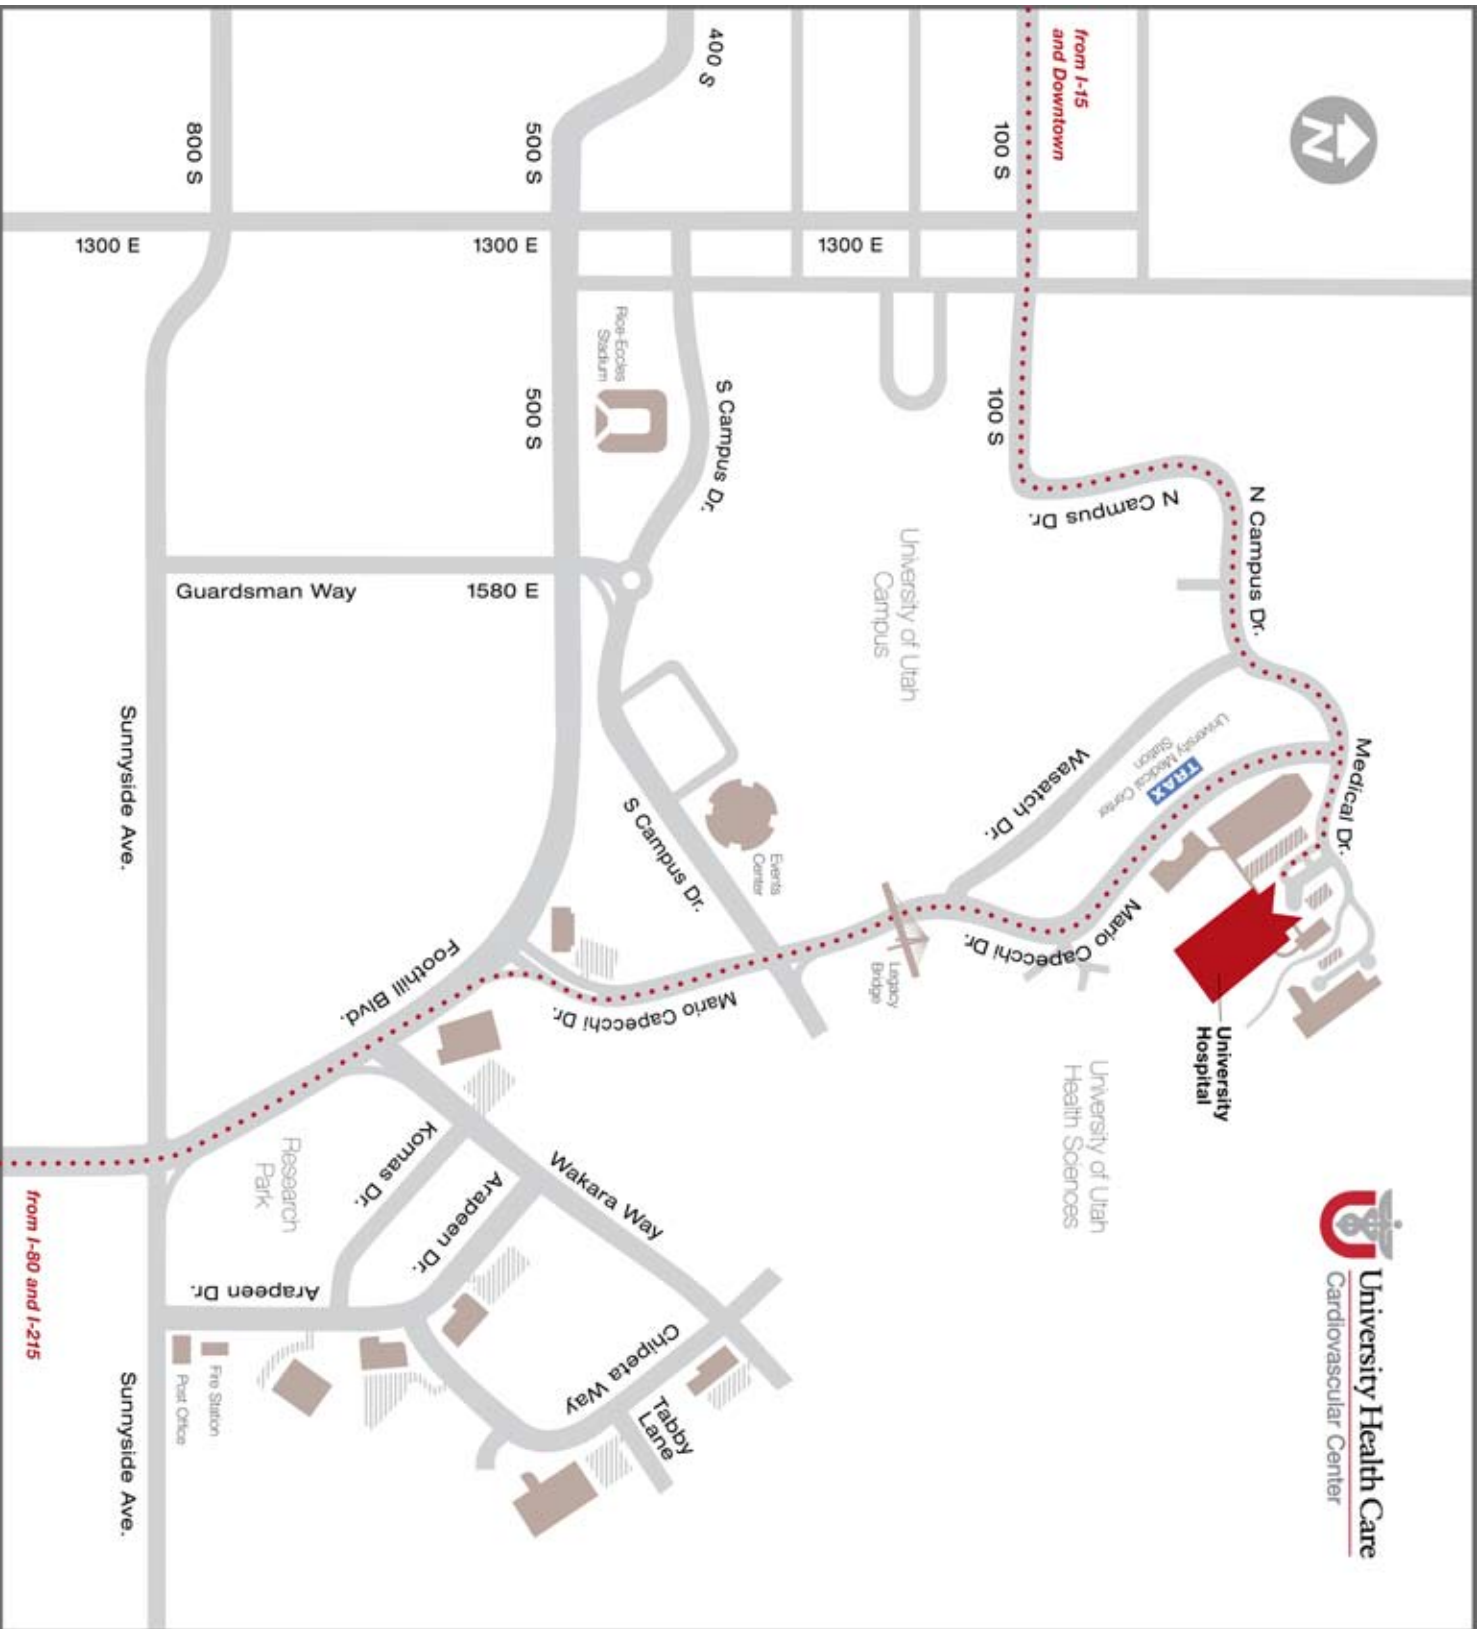 University Health Care
Cardiovascular Center
N
from I-15
and Downtown
100 S
100 S
N Campus Dr.
N Campus Dr.
Medical Dr.
University
Hospital
TRAX
University Medical Center
Station
Wasatch Dr.
Mario Capecchi Dr.
University of Utah
Health Sciences
University of Utah
Campus
Legacy
Bridge
1300 E
400 S
S Campus Dr.
Events
Center
S Campus Dr.
Mario Capecchi Dr.
Rice-Eccles
Stadium
500 S
1300 E
500 S
1580 E
Guardsman Way
Foothill Blvd.
Wakara Way
Tabby
Lane
Chipeta Way
Arapeen Dr.
Komas Dr.
Research
Park
Arapeen Dr.
Fire Station
Post Office
800 S
1300 E
Sunnyside Ave.
Sunnyside Ave.
from I-80 and I-215